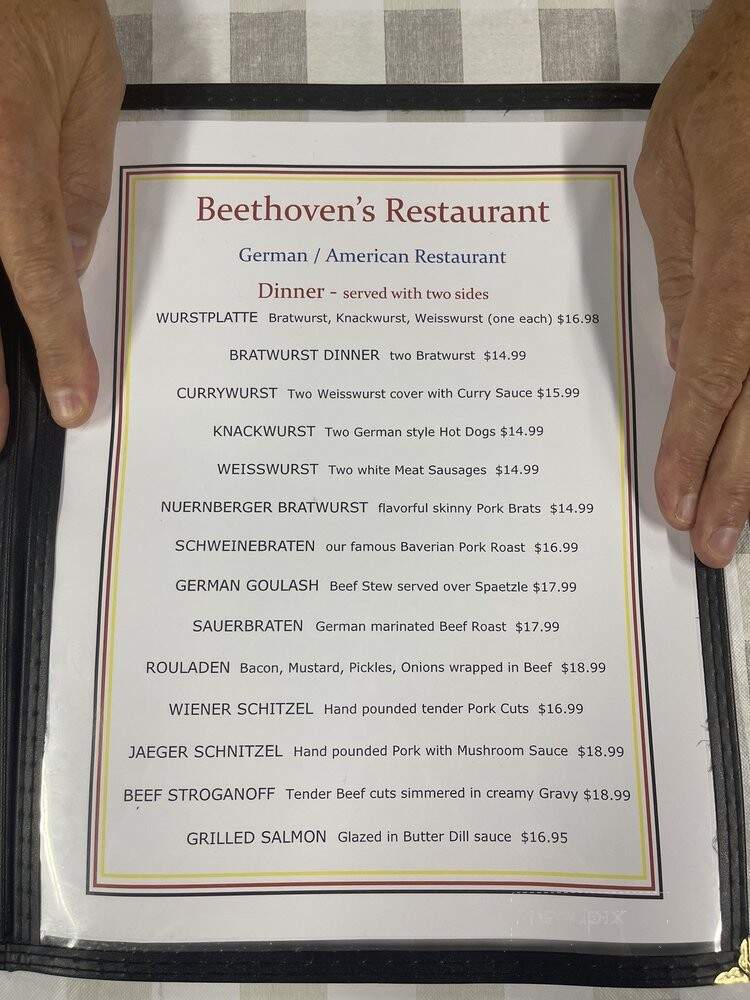 Beethoven's Restaurant
German / American Restaurant
Dinner - served with two sides
WURSTPLATTE Bratwurst, Knackwurst, Weisswurst (one each) $16.98
BRATWURST DINNER two Bratwurst $14.99
CURRYWURST Two Weisswurst cover with Curry Sauce $15.99
KNACKWURST Two German style Hot Dogs $14.99
WEISSWURST Two white Meat Sausages $14.99
NUERNBERGER BRATWURST flavorful skinny Pork Brats $14.99
SCHWEINEBRATEN our famous Baverian Pork Roast $16.99
GERMAN GOULASH Beef Stew served over Spaetzle $17.99
SAUERBRATEN German marinated Beef Roast $17.99
ROULADEN Bacon, Mustard, Pickles, Onions wrapped in Beef $18.99
WIENER SCHITZEL Hand pounded tender Pork Cuts $16.99
JAEGER SCHNITZEL Hand pounded Pork with Mushroom Sauce $18.99
BEEF STROGANOFF Tender Beef cuts simmered in creamy Gravy $18.99
GRILLED SALMON Glazed in Butter Dill sauce $16.95